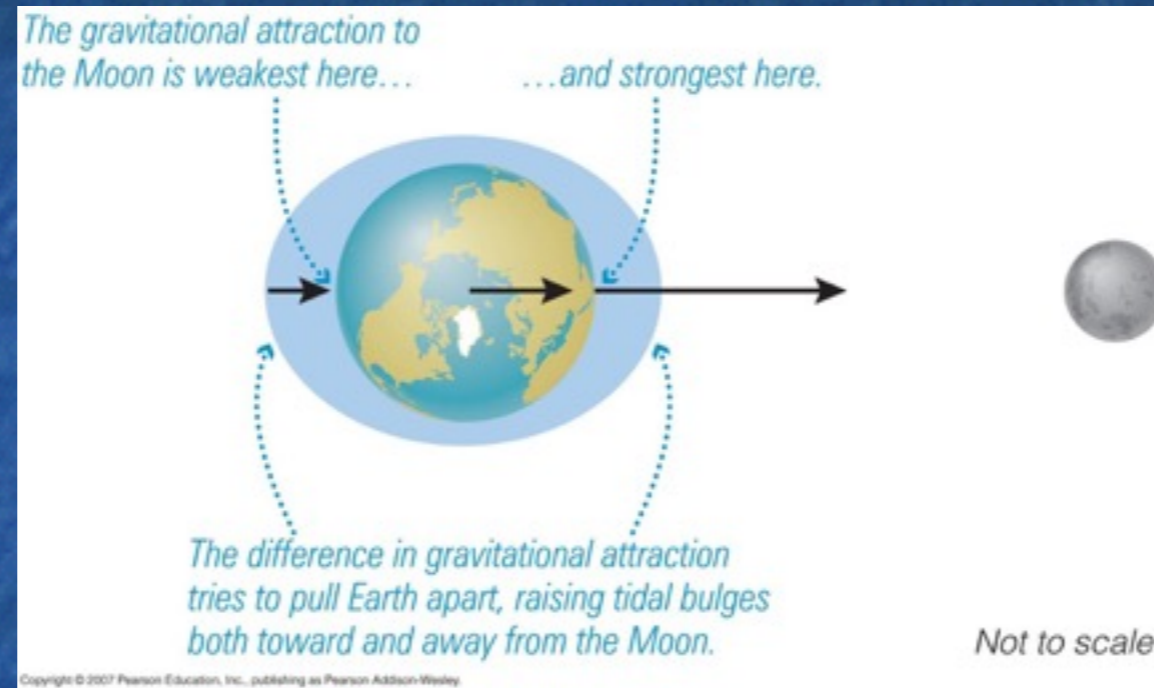 The gravitational attraction to
the Moon is weakest here…
…and strongest here.
The difference in gravitational attraction
tries to pull Earth apart, raising tidal bulges
both toward and away from the Moon.
Not to scale
Copyright © 2007 Pearson Education, Inc., publishing as Pearson Addison-Wesley.